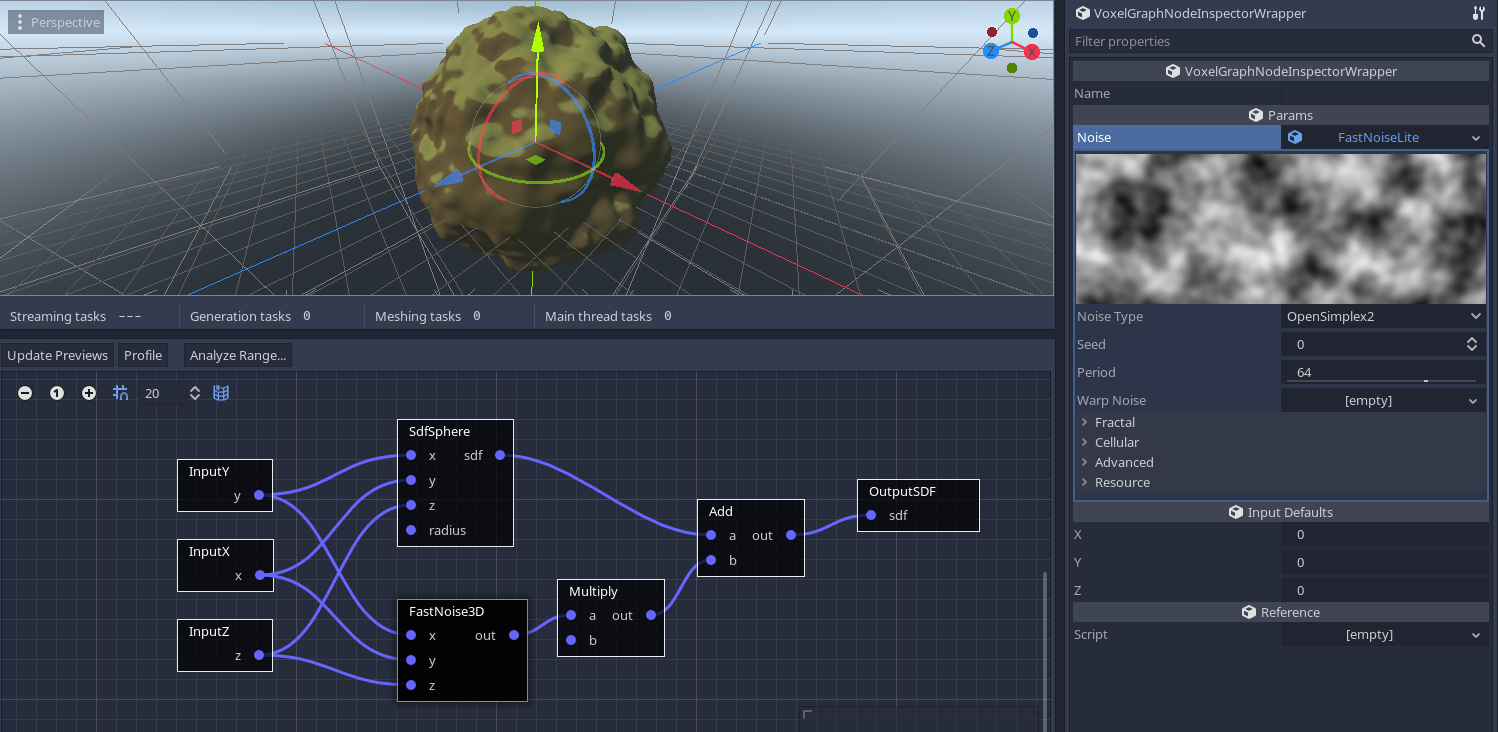 Perspective
Y
Z
X
Streaming tasks ---
Generation tasks 0
Meshing tasks 0
Main thread tasks 0
Update Previews
Profile
Analyze Range...
1
20
InputY
y
InputX
x
InputZ
z
SdfSphere
x sdf
y
z
radius
FastNoise3D
x out
y
z
Multiply
a out
b
Add
a out
b
OutputSDF
sdf
VoxelGraphNodeInspectorWrapper
Filter properties
VoxelGraphNodeInspectorWrapper
Name
Params
Noise FastNoiseLite
Noise Type OpenSimplex2
Seed 0
Period 64
Warp Noise [empty]
Fractal
Cellular
Advanced
Resource
Input Defaults
X 0
Y 0
Z 0
Reference
Script [empty]